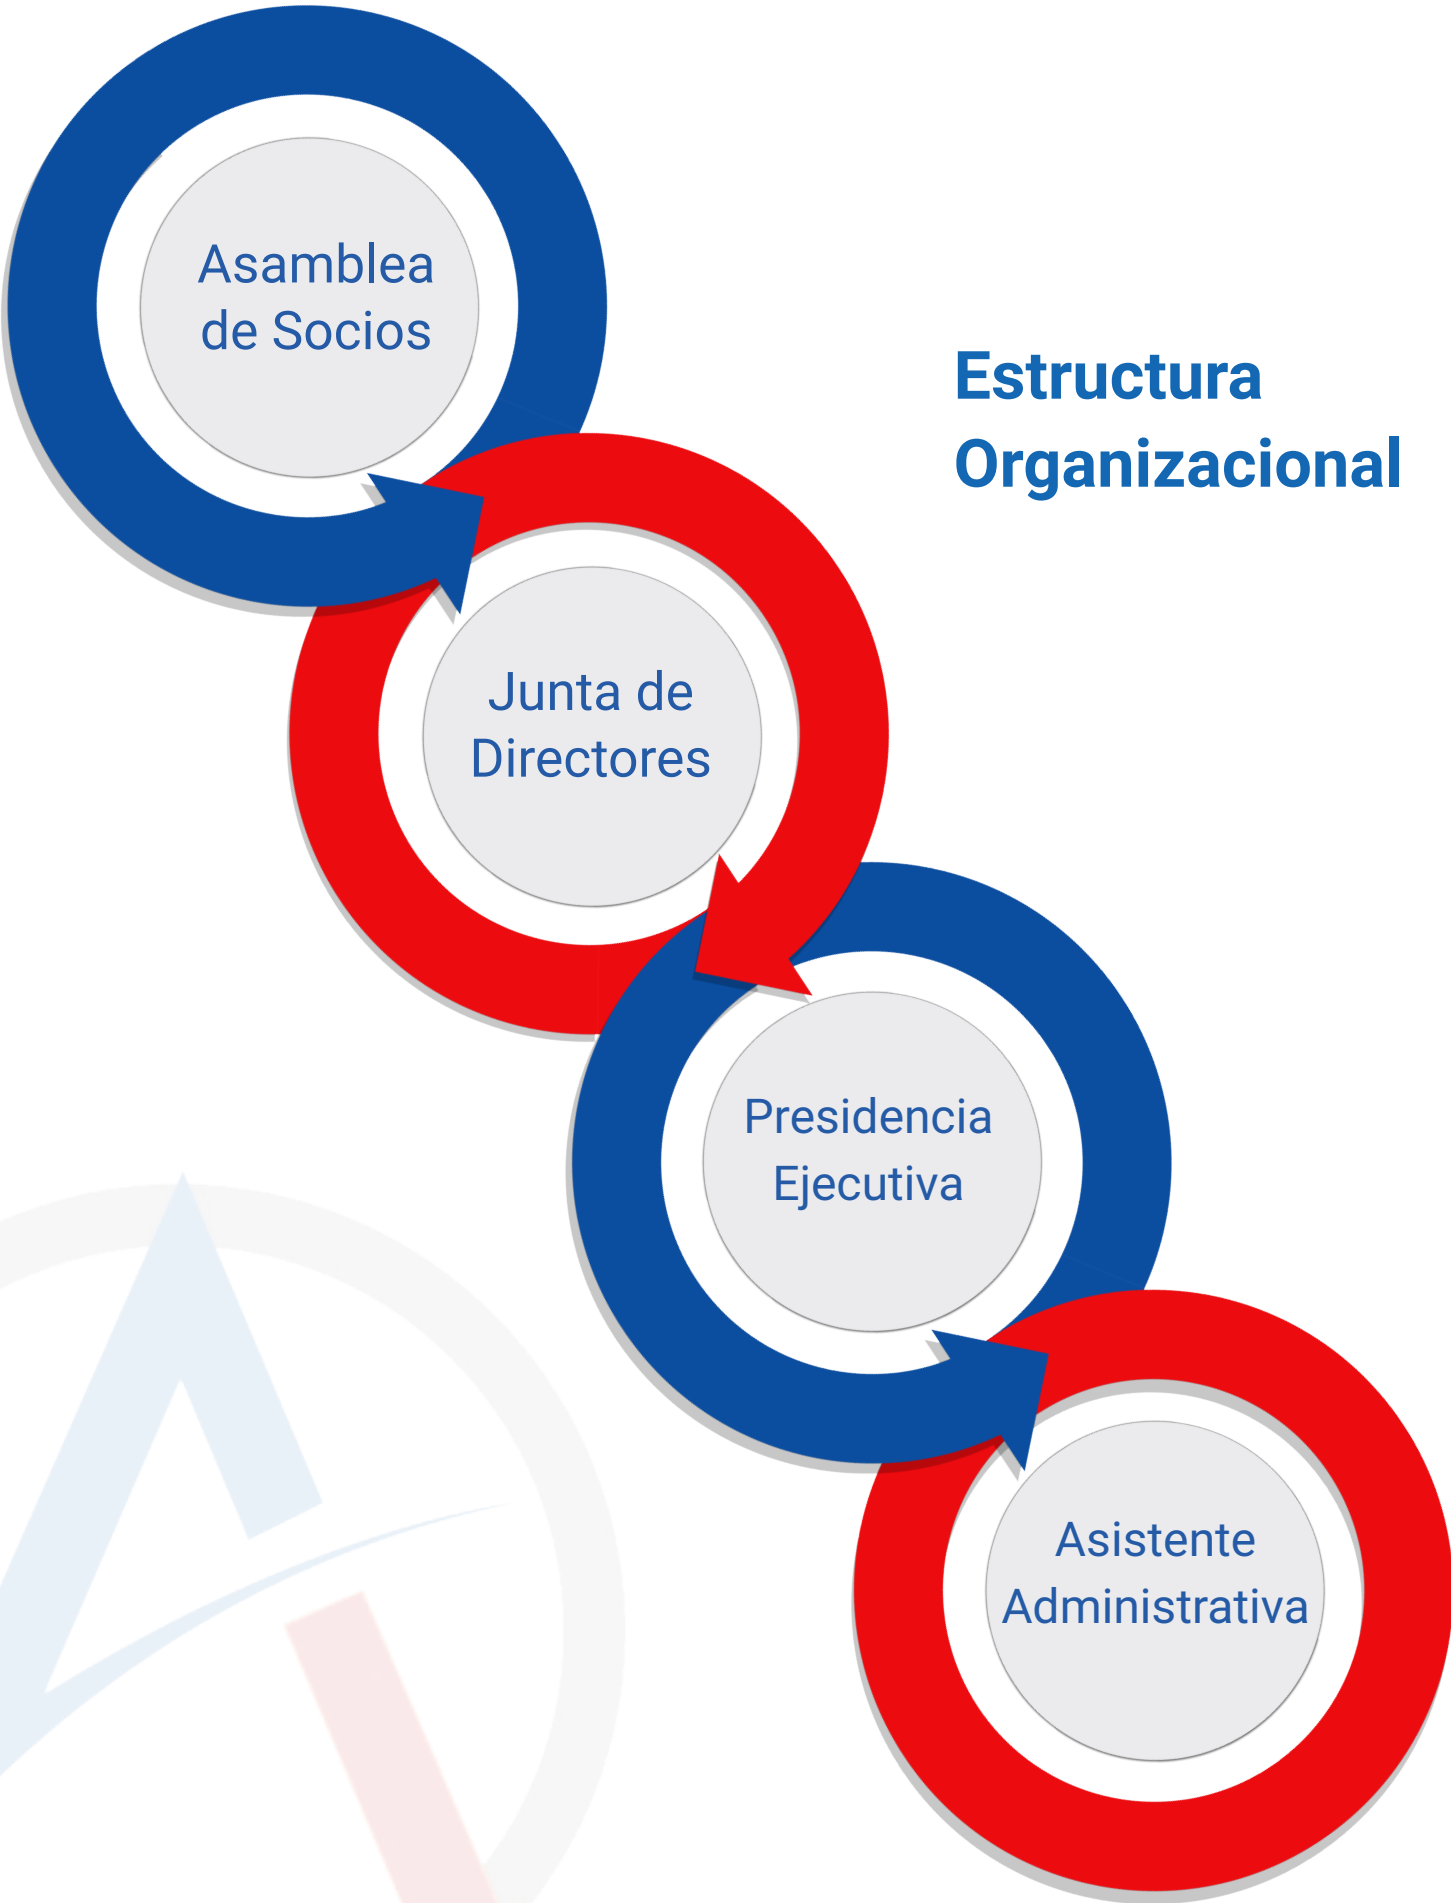 Asamblea
de Socios
Estructura
Organizacional
Junta de
Directores
Presidencia
Ejecutiva
Asistente
Administrativa